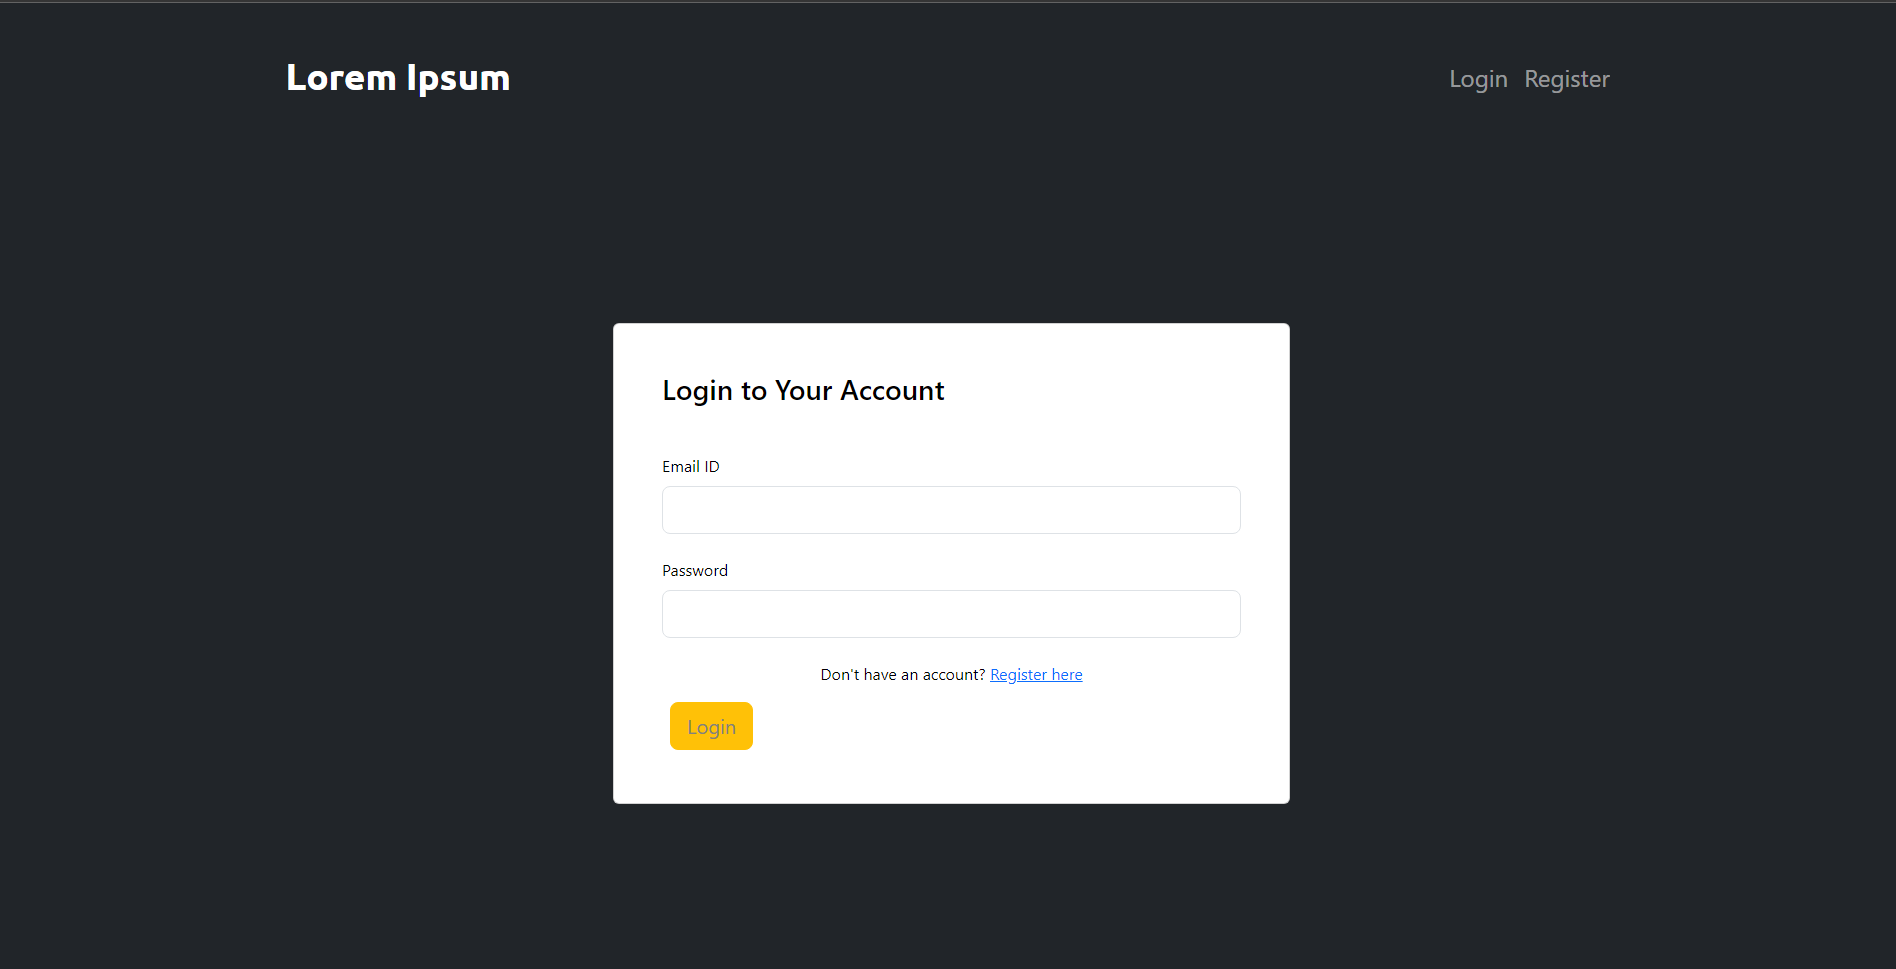 Lorem Ipsum
Login Register
Login to Your Account
Email ID
Password
Don't have an account? Register here
Login